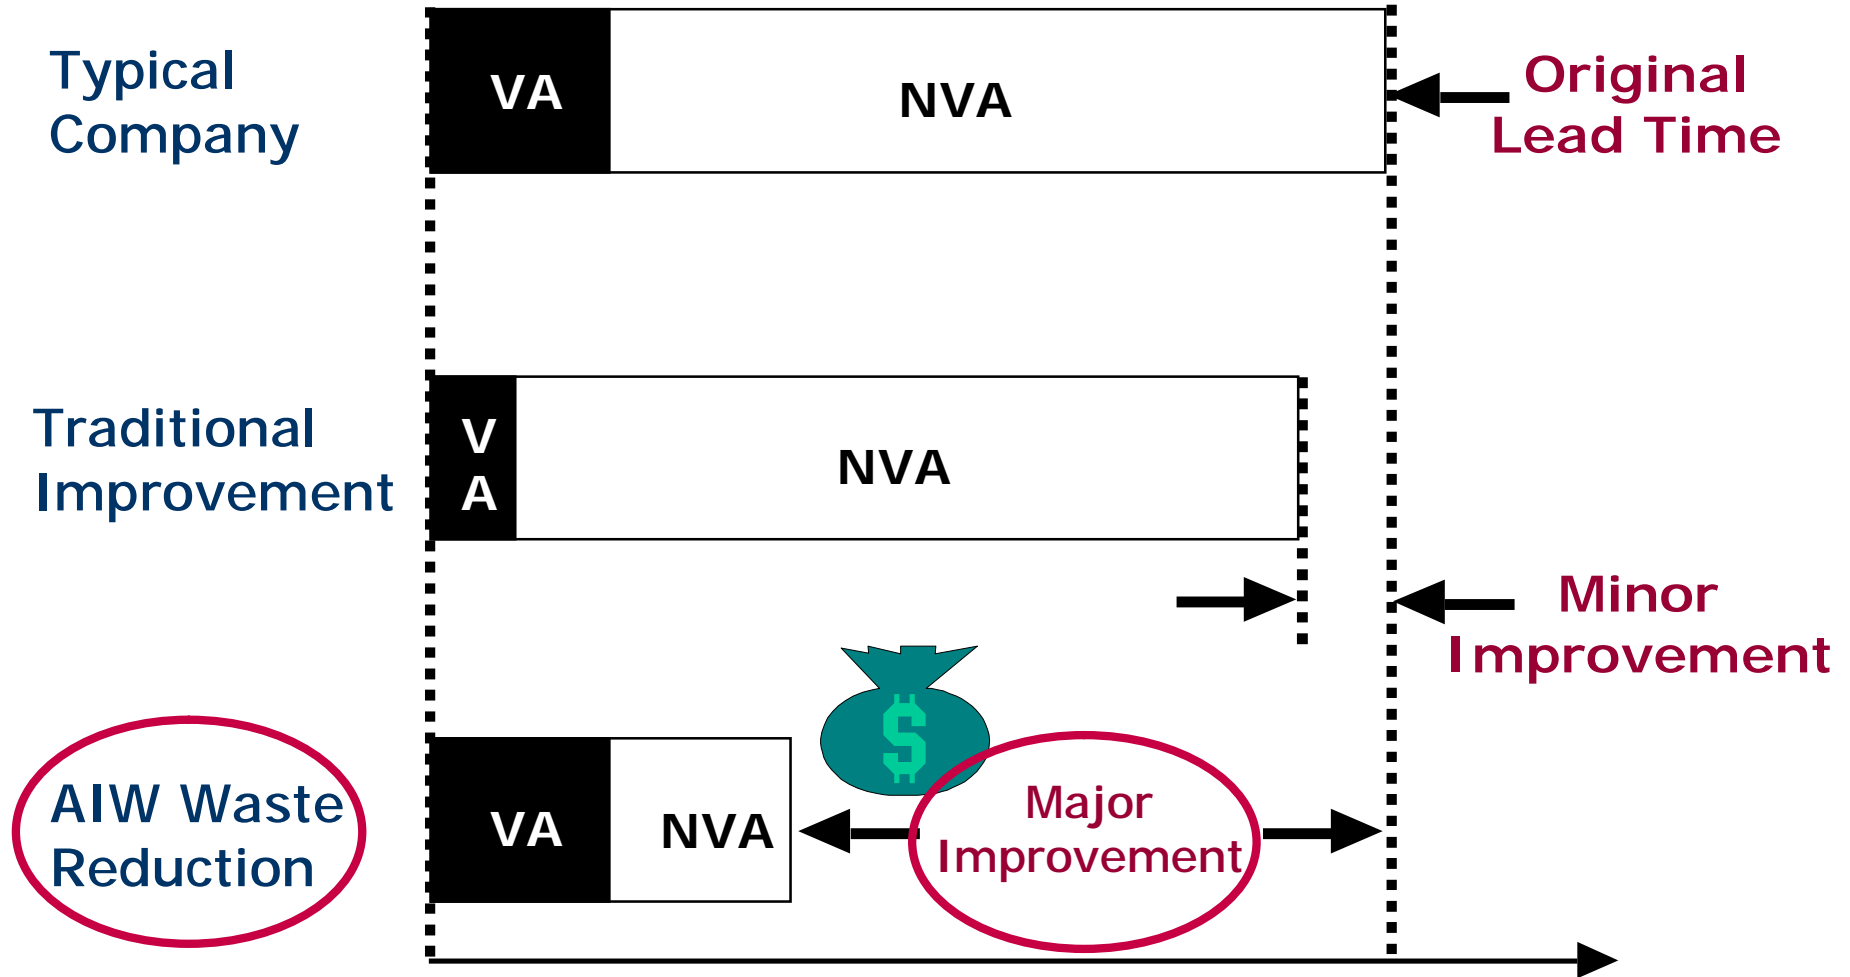 Typical
Company
VA
NVA
Original
Lead Time
Traditional
Improvement
V
A
NVA
Minor
Improvement
$
AIW Waste
Reduction
VA
NVA
Major
Improvement